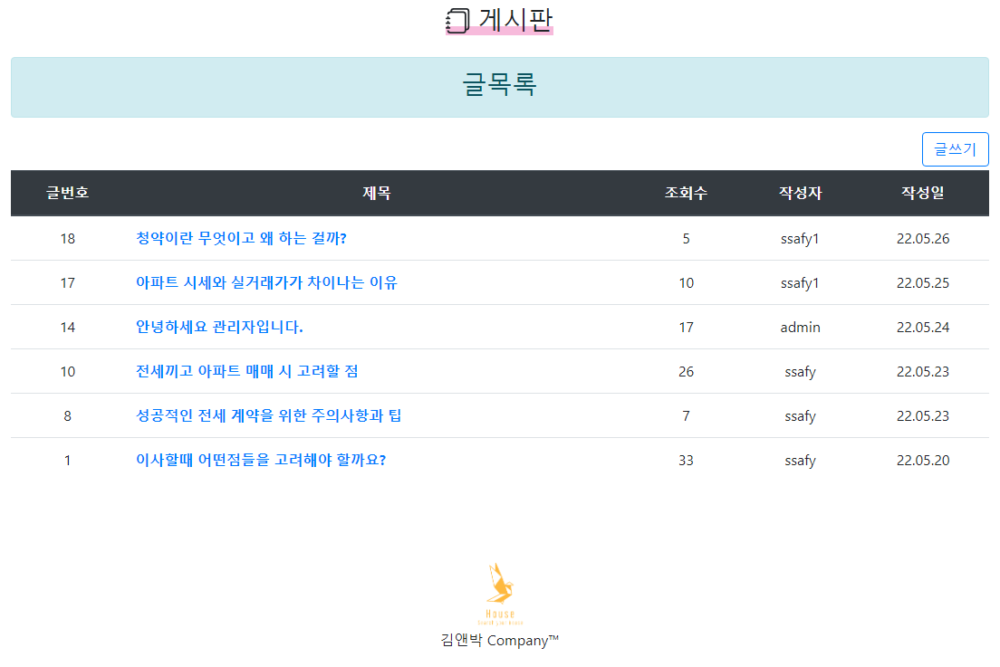 게시판
글목록
글쓰기
글번호 제목 조회수 작성자 작성일
18 청약이란 무엇이고 왜 하는 걸까? 5 ssafy1 22.05.26
17 아파트 시세와 실거래가가 차이나는 이유 10 ssafy1 22.05.25
14 안녕하세요 관리자입니다. 17 admin 22.05.24
10 전세끼고 아파트 매매 시 고려할 점 26 ssafy 22.05.23
8 성공적인 전세 계약을 위한 주의사항과 팁 7 ssafy 22.05.23
1 이사할때 어떤점들을 고려해야 할까요? 33 ssafy 22.05.20
House
김앤박 Company™